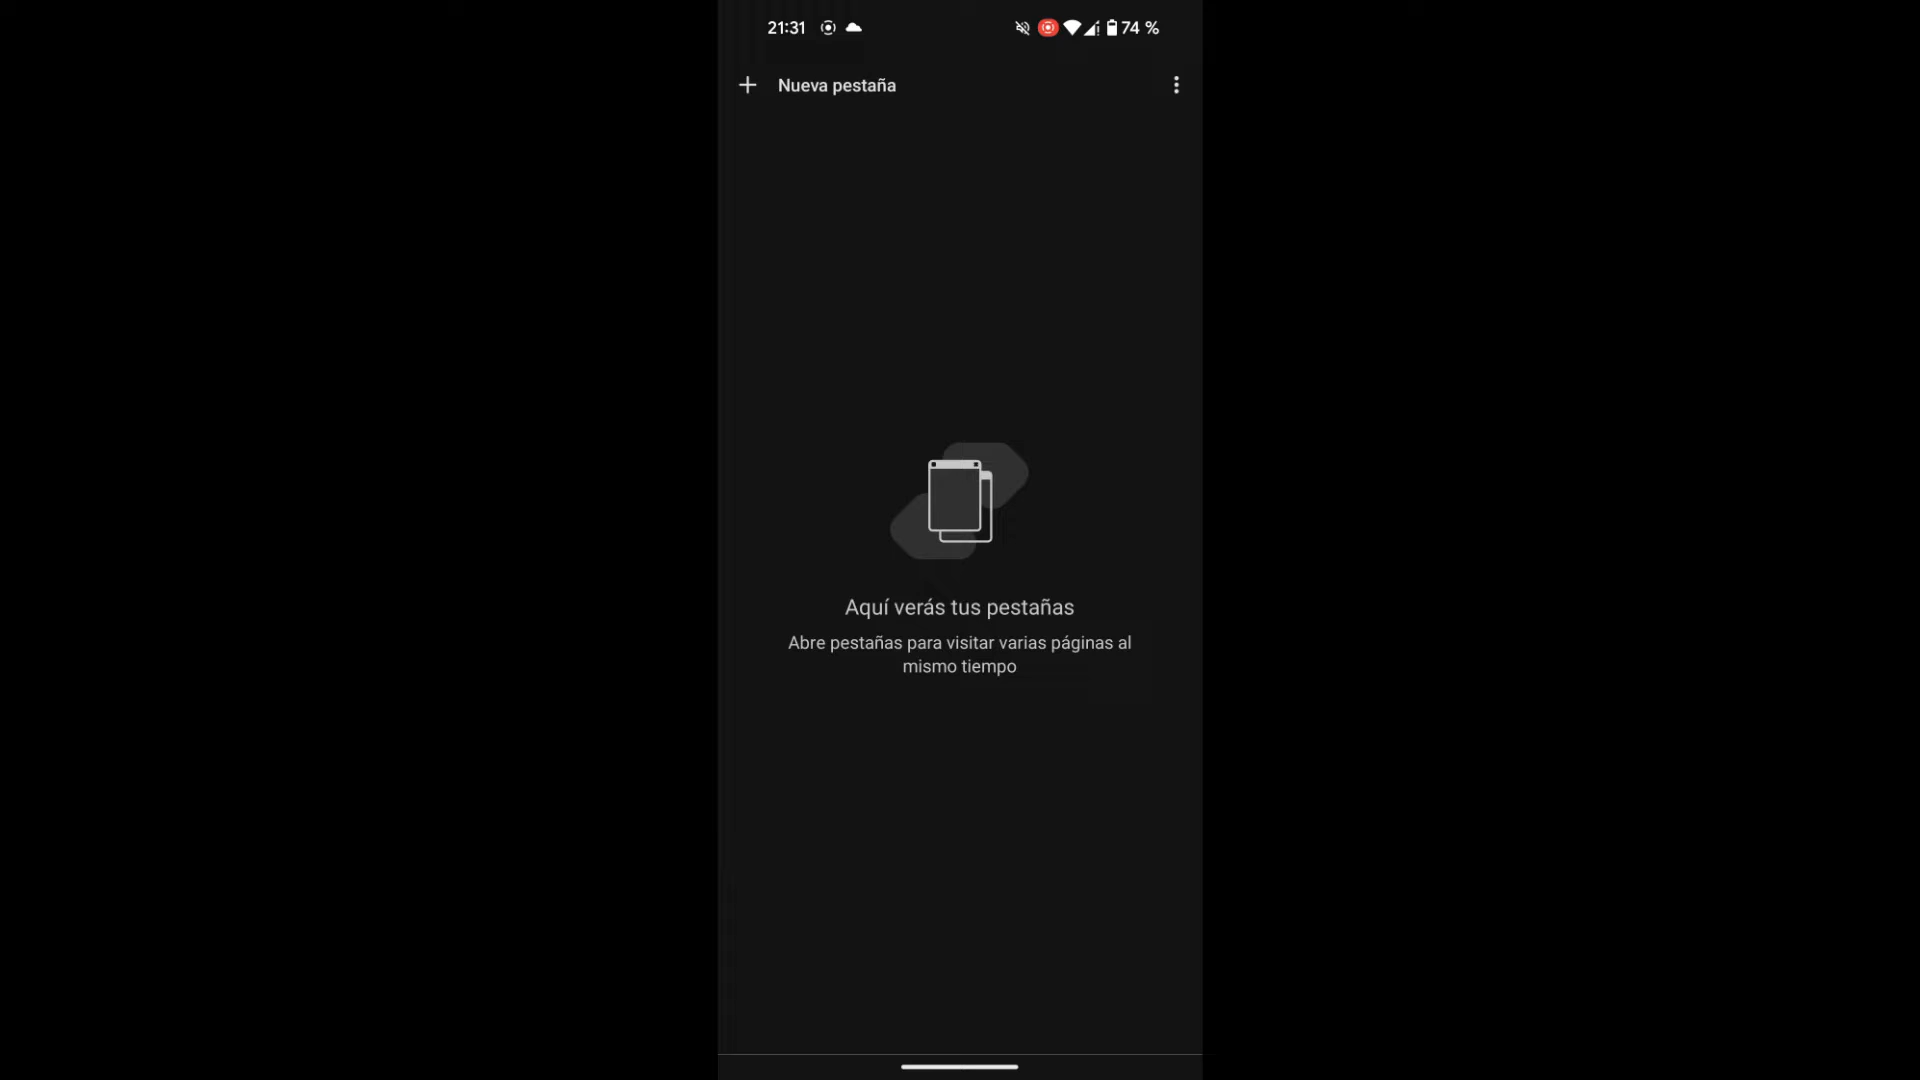 21:31
74 %
Nueva pestaña
Aquí verás tus pestañas
Abre pestañas para visitar varias páginas al
mismo tiempo